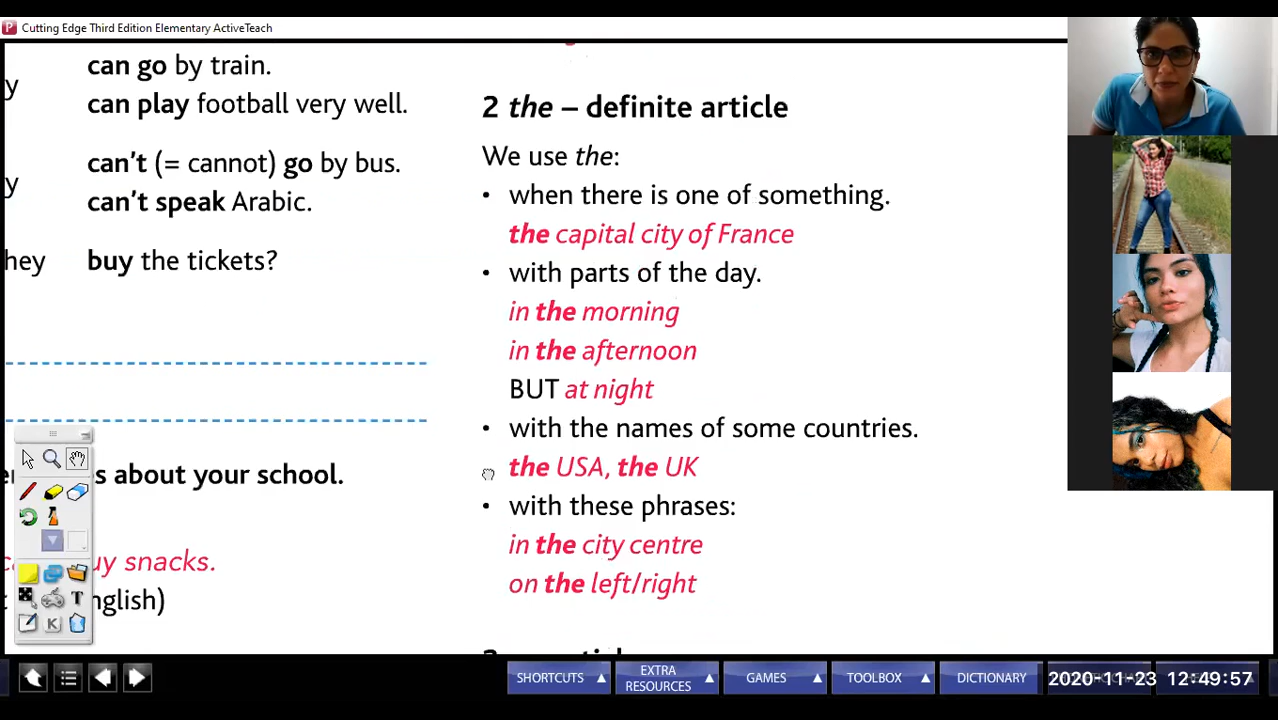 Cutting Edge Third Edition Elementary ActiveTeach
can go by train.
can play football very well.
can't (= cannot) go by bus.
can't speak Arabic.
hey buy the tickets?
s about your school.
uy snacks.
nglish)
2 the – definite article
We use the:
• when there is one of something.
the capital city of France
• with parts of the day.
in the morning
in the afternoon
BUT at night
• with the names of some countries.
the USA, the UK
• with these phrases:
in the city centre
on the left/right
SHORTCUTS
EXTRA RESOURCES
GAMES
TOOLBOX
DICTIONARY
2020-11-23 12:49:57